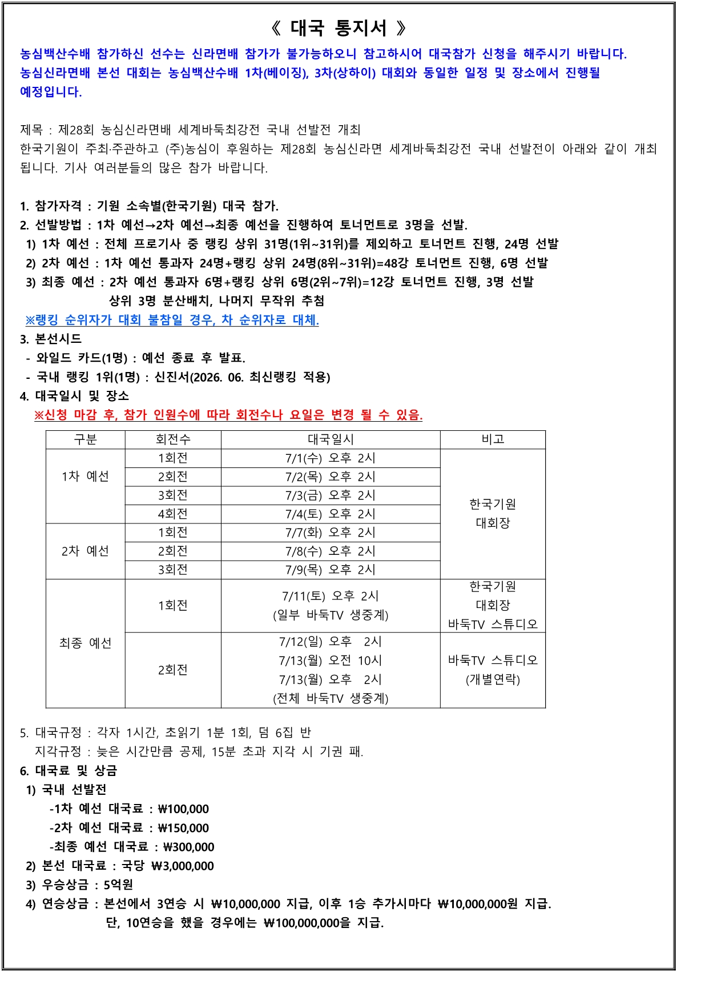 《 대국 통지서 》
농심백산수배 참가하신 선수는 신라면배 참가가 불가능하오니 참고하시어 대국참가 신청을 해주시기 바랍니다.
농심신라면배 본선 대회는 농심백산수배 1차(베이징), 3차(상하이) 대회와 동일한 일정 및 장소에서 진행될
예정입니다.
제목 : 제28회 농심신라면배 세계바둑최강전 국내 선발전 개최
한국기원이 주최·주관하고 (주)농심이 후원하는 제28회 농심신라면 세계바둑최강전 국내 선발전이 아래와 같이 개최
됩니다. 기사 여러분들의 많은 참가 바랍니다.
1. 참가자격 : 기원 소속별(한국기원) 대국 참가.
2. 선발방법 : 1차 예선→2차 예선→최종 예선을 진행하여 토너먼트로 3명을 선발.
1) 1차 예선 : 전체 프로기사 중 랭킹 상위 31명(1위~31위)를 제외하고 토너먼트 진행, 24명 선발
2) 2차 예선 : 1차 예선 통과자 24명+랭킹 상위 24명(8위~31위)=48강 토너먼트 진행, 6명 선발
3) 최종 예선 : 2차 예선 통과자 6명+랭킹 상위 6명(2위~7위)=12강 토너먼트 진행, 3명 선발
상위 3명 분산배치, 나머지 무작위 추첨
※랭킹 순위자가 대회 불참일 경우, 차 순위자로 대체.
3. 본선시드
- 와일드 카드(1명) : 예선 종료 후 발표.
- 국내 랭킹 1위(1명) : 신진서(2026. 06. 최신랭킹 적용)
4. 대국일시 및 장소
※신청 마감 후, 참가 인원수에 따라 회전수나 요일은 변경 될 수 있음.
구분 회전수 대국일시 비고
1차 예선 1회전 7/1(수) 오후 2시
2회전 7/2(목) 오후 2시
3회전 7/3(금) 오후 2시
4회전 7/4(토) 오후 2시
한국기원
대회장
2차 예선 1회전 7/7(화) 오후 2시
2회전 7/8(수) 오후 2시
3회전 7/9(목) 오후 2시
최종 예선 1회전 7/11(토) 오후 2시
(일부 바둑TV 생중계)
한국기원
대회장
바둑TV 스튜디오
2회전 7/12(일) 오후 2시
7/13(월) 오전 10시
7/13(월) 오후 2시
(전체 바둑TV 생중계)
바둑TV 스튜디오
(개별연락)
5. 대국규정 : 각자 1시간, 초읽기 1분 1회, 덤 6집 반
지각규정 : 늦은 시간만큼 공제, 15분 초과 지각 시 기권 패.
6. 대국료 및 상금
1) 국내 선발전
-1차 예선 대국료 : ₩100,000
-2차 예선 대국료 : ₩150,000
-최종 예선 대국료 : ₩300,000
2) 본선 대국료 : 국당 ₩3,000,000
3) 우승상금 : 5억원
4) 연승상금 : 본선에서 3연승 시 ₩10,000,000 지급, 이후 1승 추가시마다 ₩10,000,000원 지급.
단, 10연승을 했을 경우에는 ₩100,000,000을 지급.